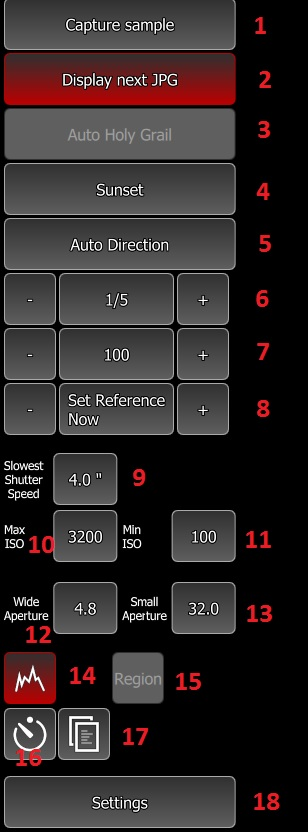 Capture sample 1
Display next JPG 2
Auto Holy Grail 3
Sunset 4
Auto Direction 5
- 1/5 + 6
- 100 + 7
- Set Reference + 8
Now
Slowest
Shutter
Speed
4.0 " 9
Max
ISO
10 3200
Min
ISO
100 11
Wide
Aperture
12
4.8
Small
Aperture
32.0 13
14 Region 15
16 17
Settings 18